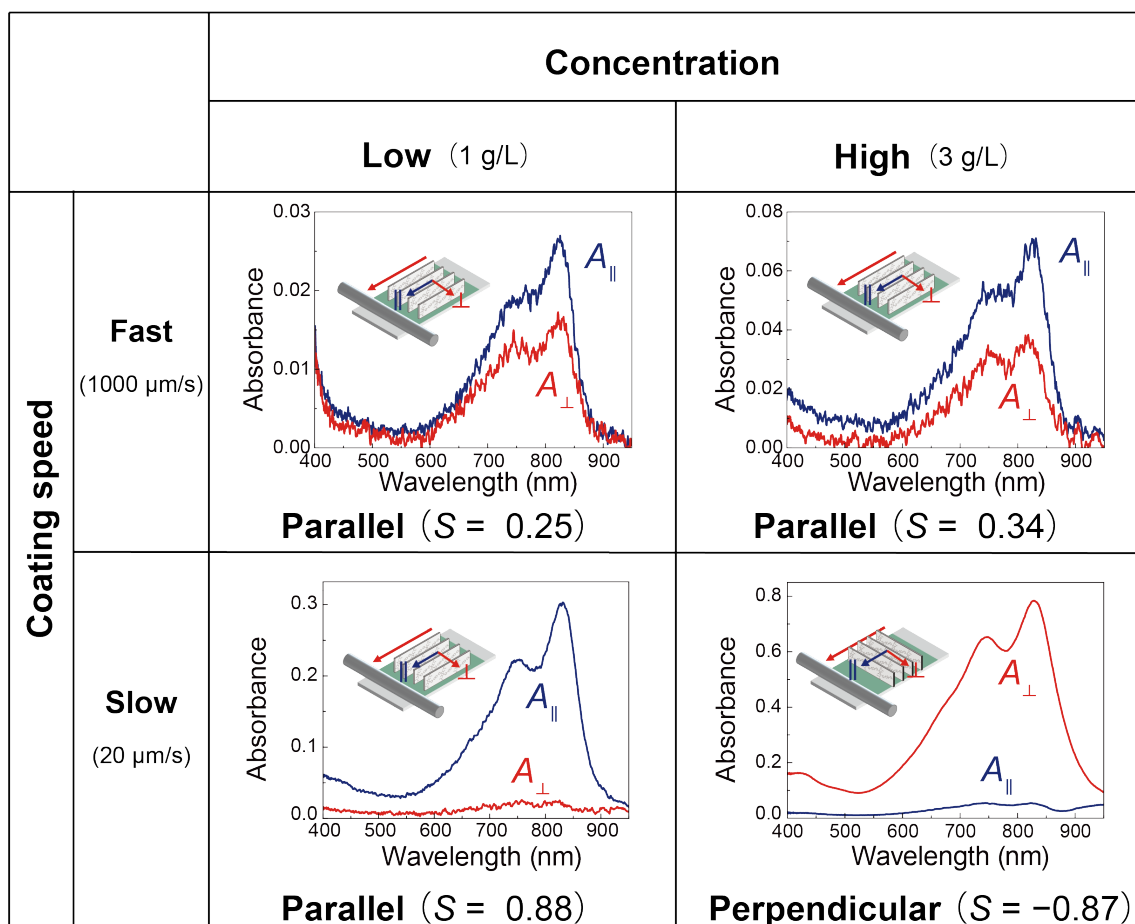 Concentration
Low (1 g/L)
High (3 g/L)
Coating speed
Fast
(1000 µm/s)
0.03
0.02
0.01
0.00
Absorbance
A∥
A⊥
∥
⊥
400 500 600 700 800 900
Wavelength (nm)
Parallel (S = 0.25)
0.08
0.06
0.04
0.02
0.00
Absorbance
A∥
A⊥
∥
⊥
400 500 600 700 800 900
Wavelength (nm)
Parallel (S = 0.34)
Slow
(20 µm/s)
0.3
0.2
0.1
0.0
Absorbance
A∥
A⊥
∥
⊥
400 500 600 700 800 900
Wavelength (nm)
Parallel (S = 0.88)
0.8
0.6
0.4
0.2
0.0
Absorbance
A⊥
A∥
∥
⊥
400 500 600 700 800 900
Wavelength (nm)
Perpendicular (S = −0.87)